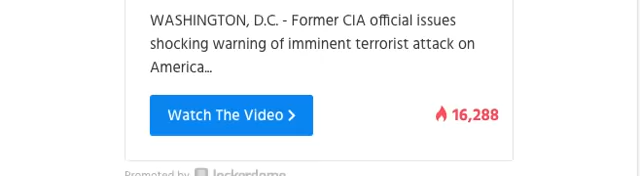 WASHINGTON, D.C. - Former CIA official issues
shocking warning of imminent terrorist attack on
America...
Watch The Video
16,288
Promoted by lockerdome